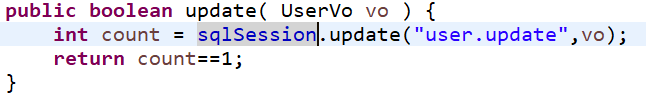 public boolean update( UserVo vo ) {
    int count = sqlSession.update("user.update",vo);
    return count==1;
}